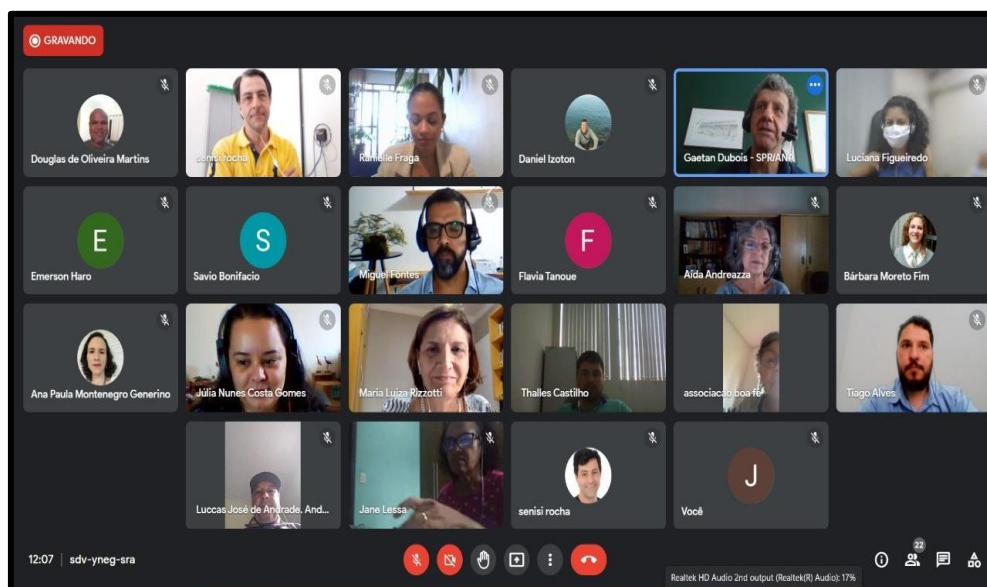 GRAVANDO
Douglas de Oliveira Martins
senisi rocha
Ranielle Fraga
Daniel Izoton
Gaetan Dubois - SPR/ANA
Luciana Figueiredo
E
Emerson Haro
S
Savio Bonifacio
Miguel Fontes
F
Flavia Tanoue
Aída Andreazza
Bárbara Moreto Fim
Ana Paula Montenegro Generino
Júlia Nunes Costa Gomes
Maria Luiza Rizzotti
Thalles Castilho
associacao boa fé
Tiago Alves
Luccas José de Andrade. And...
Jane Lessa
senisi rocha
J
Você
22
12:07 | sdv-yneg-sra
Realtek HD Audio 2nd output (Realtek(R) Audio): 17%